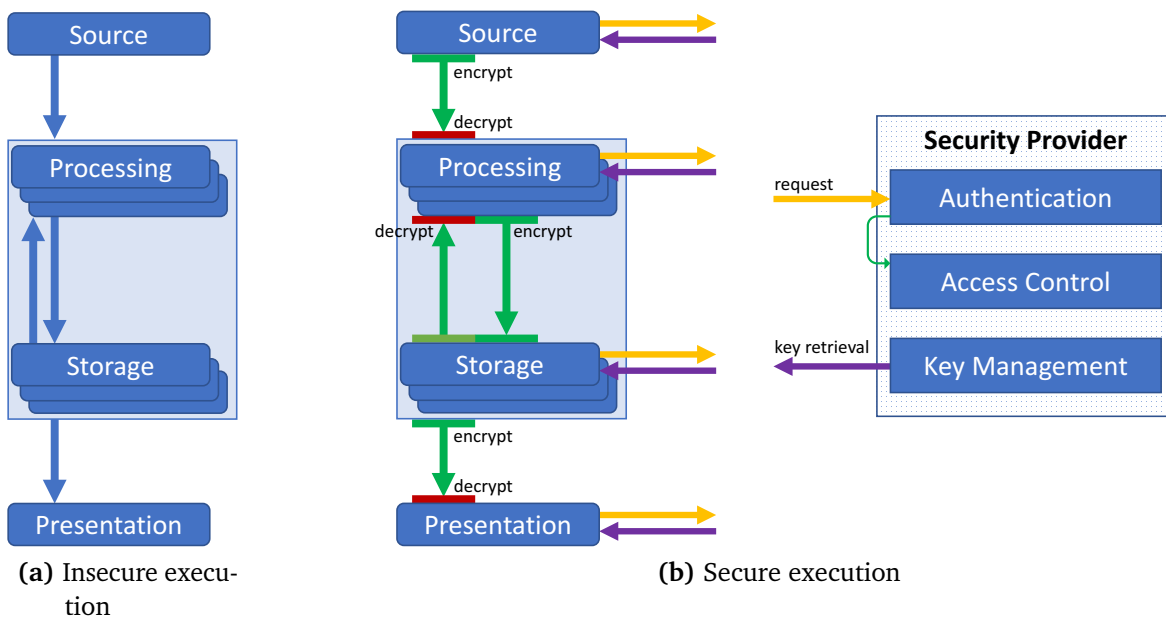 Source
Processing
Storage
Presentation
(a) Insecure execu-
tion
Source
encrypt
decrypt
Processing
decrypt
encrypt
Storage
encrypt
decrypt
Presentation
Security Provider
request
Authentication
Access Control
key retrieval
Key Management
(b) Secure execution